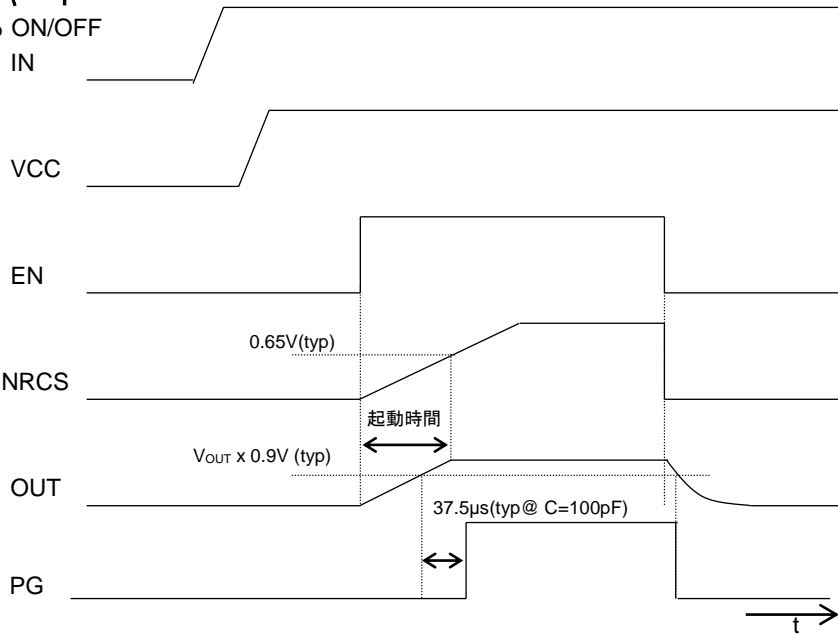 ON/OFF
IN
VCC
EN
0.65V(typ)
NRCS
起動時間
VOUT x 0.9V (typ)
OUT
37.5µs(typ@ C=100pF)
PG
t